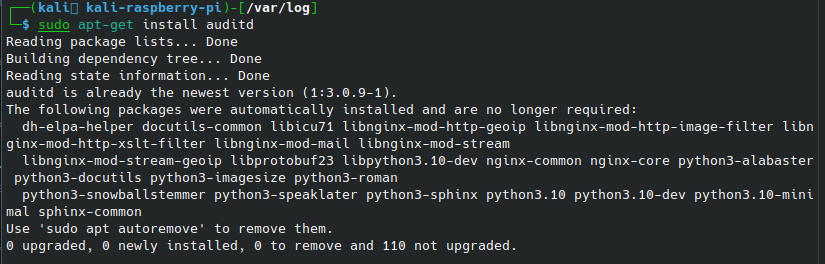 ┌──(kali kali-raspberry-pi)-[/var/log]
└─$ sudo apt-get install auditd
Reading package lists... Done
Building dependency tree... Done
Reading state information... Done
auditd is already the newest version (1:3.0.9-1).
The following packages were automatically installed and are no longer required:
  dh-elpa-helper docutils-common libicu71 libnginx-mod-http-geoip libnginx-mod-http-image-filter libn
ginx-mod-http-xslt-filter libnginx-mod-mail libnginx-mod-stream
  libnginx-mod-stream-geoip libprotobuf23 libpython3.10-dev nginx-common nginx-core python3-alabaster
 python3-docutils python3-imagesize python3-roman
  python3-snowballstemmer python3-speaklater python3-sphinx python3.10 python3.10-dev python3.10-mini
mal sphinx-common
Use 'sudo apt autoremove' to remove them.
0 upgraded, 0 newly installed, 0 to remove and 110 not upgraded.